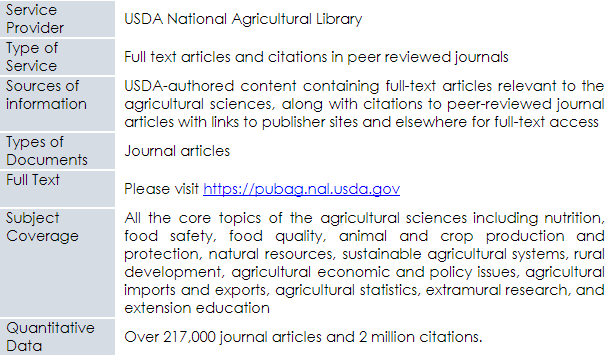 Service Provider
USDA National Agricultural Library
Type of Service
Full text articles and citations in peer reviewed journals
Sources of information
USDA-authored content containing full-text articles relevant to the
agricultural sciences, along with citations to peer-reviewed journal
articles with links to publisher sites and elsewhere for full-text access
Types of Documents
Journal articles
Full Text
Please visit https://pubag.nal.usda.gov
Subject Coverage
All the core topics of the agricultural sciences including nutrition,
food safety, food quality, animal and crop production and
protection, natural resources, sustainable agricultural systems, rural
development, agricultural economic and policy issues, agricultural
imports and exports, agricultural statistics, extramural research, and
extension education
Quantitative Data
Over 217,000 journal articles and 2 million citations.